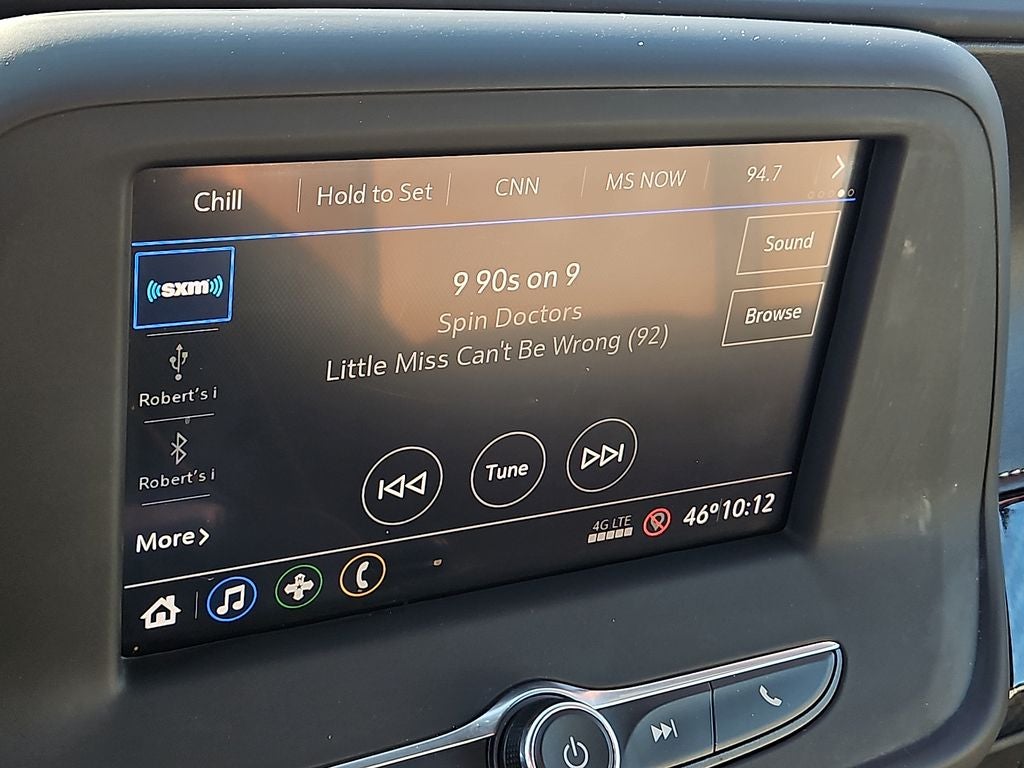 Chill
Hold to Set
CNN
MS NOW
94.7
sxm
9 90s on 9
Spin Doctors
Little Miss Can't Be Wrong (92)
Sound
Browse
Robert's i
Robert's i
Tune
More
4G LTE
46° 10:12